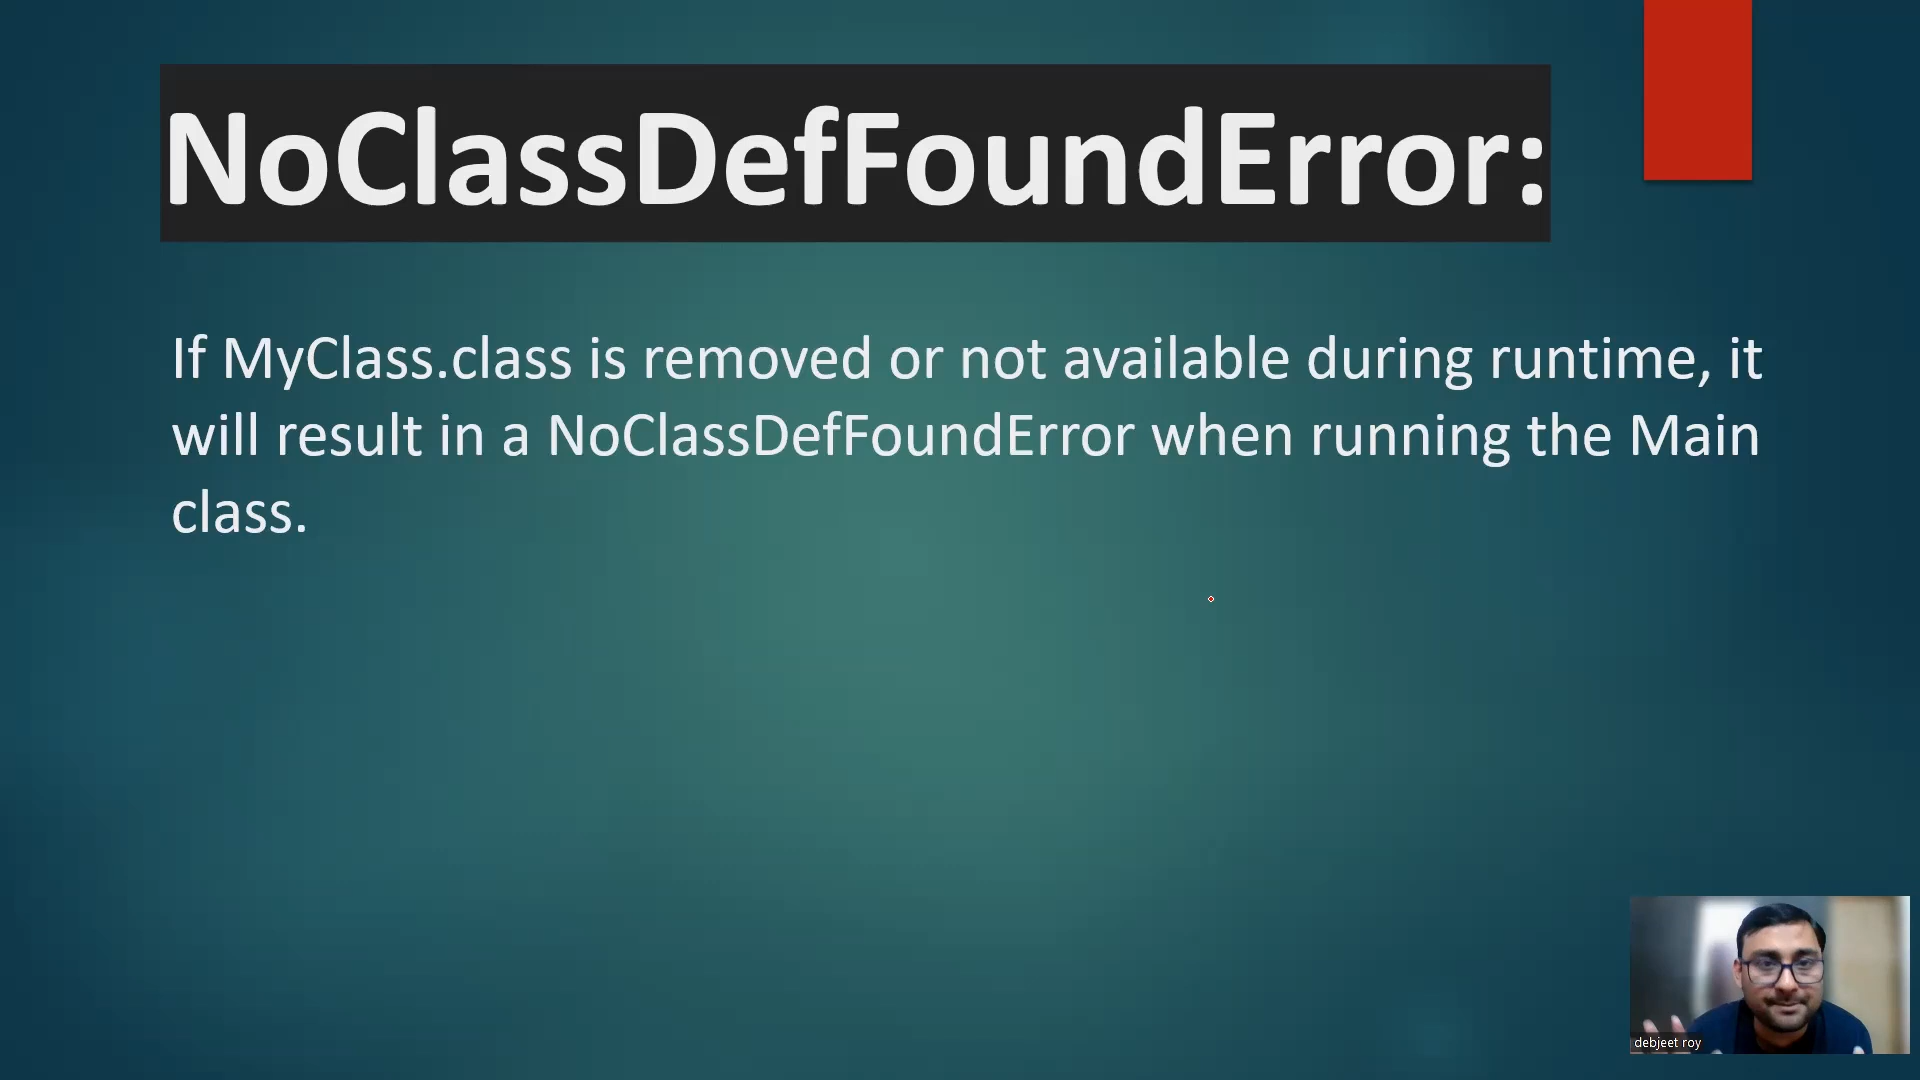 NoClassDefFoundError:
If MyClass.class is removed or not available during runtime, it
will result in a NoClassDefFoundError when running the Main
class.
debjeet roy